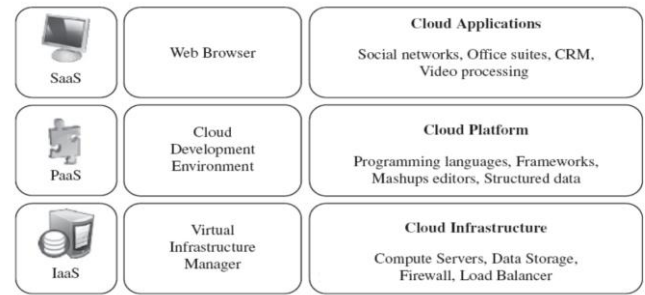 SaaS
Web Browser
Cloud Applications
Social networks, Office suites, CRM,
Video processing
PaaS
Cloud
Development
Environment
Cloud Platform
Programming languages, Frameworks,
Mashups editors, Structured data
IaaS
Virtual
Infrastructure
Manager
Cloud Infrastructure
Compute Servers, Data Storage,
Firewall, Load Balancer